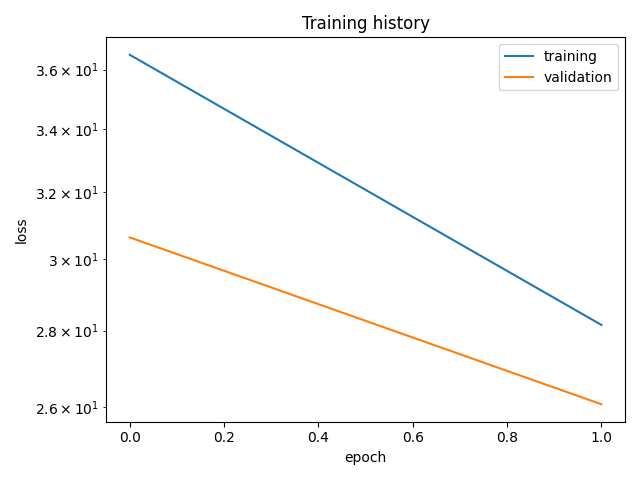 Training history
training
validation
3.6 × 10¹
3.4 × 10¹
3.2 × 10¹
3 × 10¹
2.8 × 10¹
2.6 × 10¹
loss
0.0 0.2 0.4 0.6 0.8 1.0
epoch